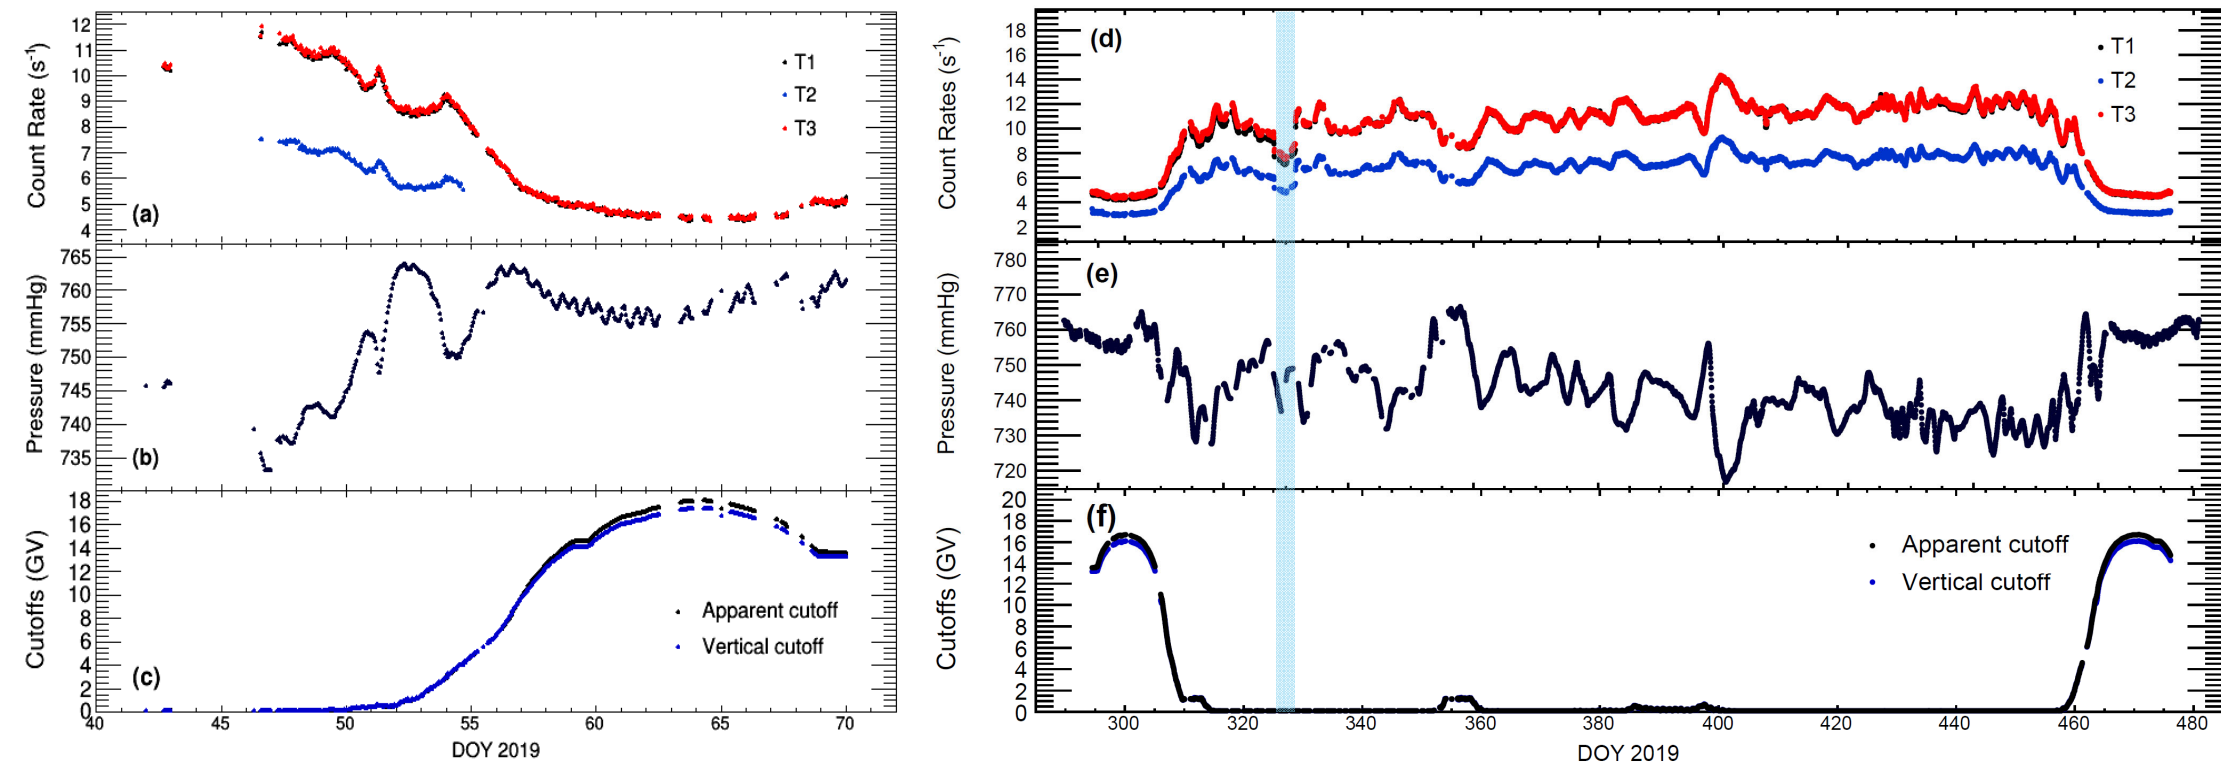 12
11
10
9
8
7
6
5
4
Count Rate (s⁻¹)
T1
T2
T3
(a)
765
760
755
750
745
740
735
Pressure (mmHg)
(b)
18
16
14
12
10
8
6
4
2
0
Cutoffs (GV)
Apparent cutoff
Vertical cutoff
(c)
40 45 50 55 60 65 70
DOY 2019
18
16
14
12
10
8
6
4
2
Count Rates (s⁻¹)
(d)
T1
T2
T3
780
770
760
750
740
730
720
Pressure (mmHg)
(e)
20
18
16
14
12
10
8
6
4
2
0
Cutoffs (GV)
(f)
Apparent cutoff
Vertical cutoff
300 320 340 360 380 400 420 440 460 480
DOY 2019